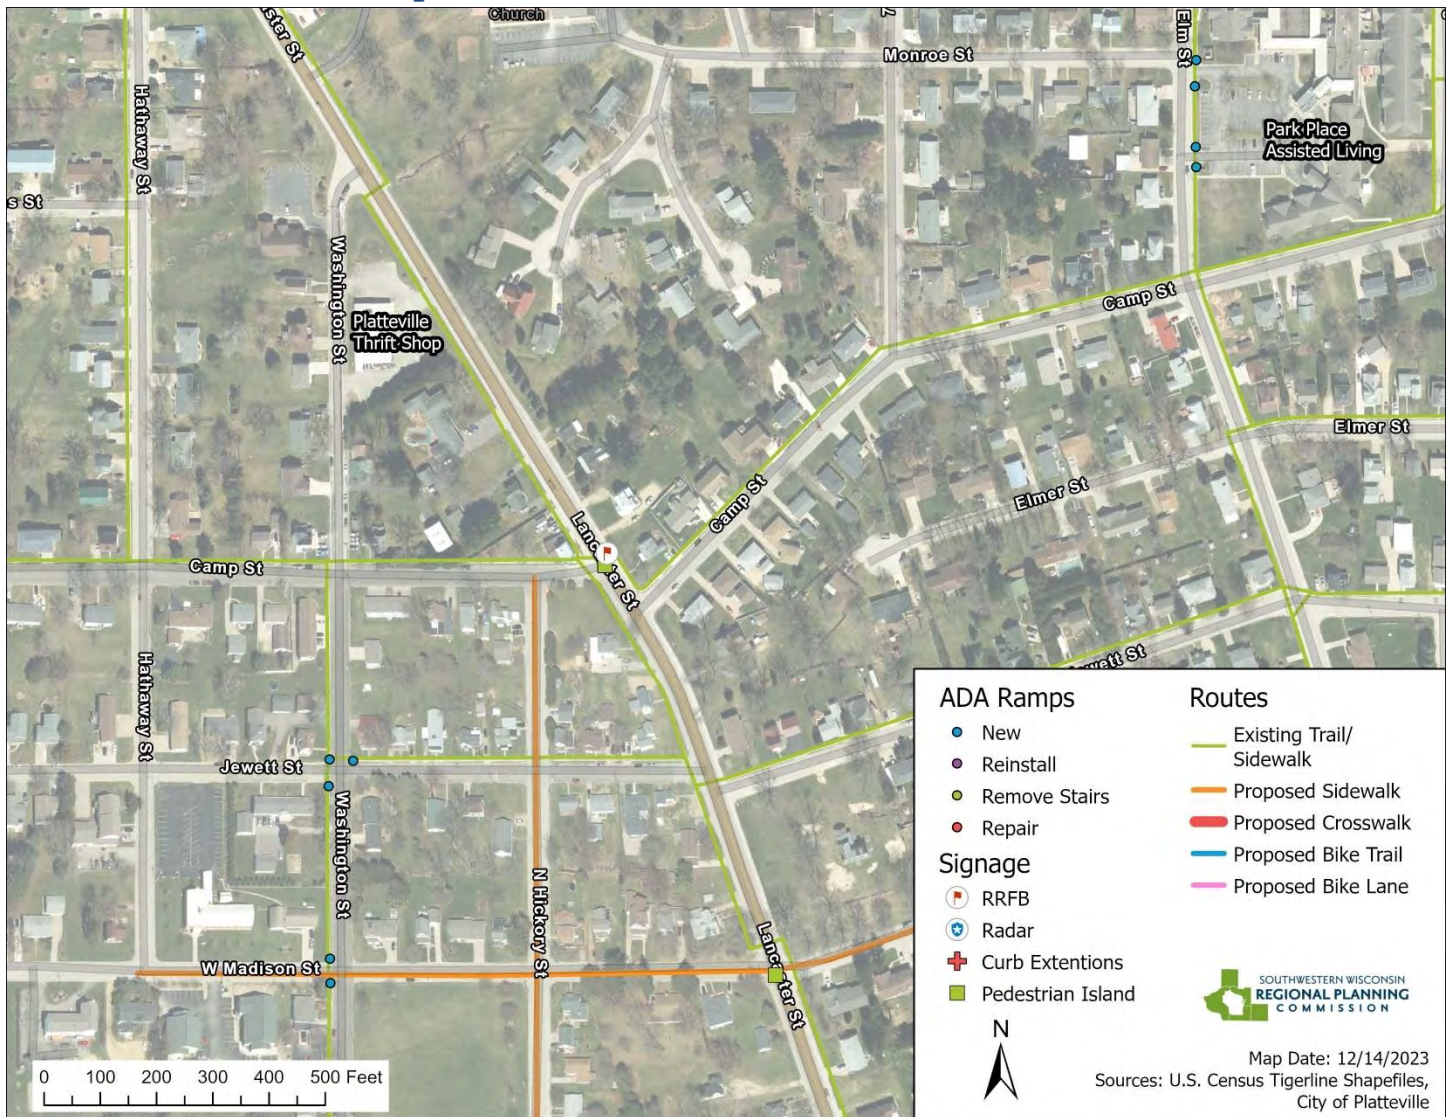 Church
ster St
Elm St
Monroe St
Hathaway St
Park Place
Assisted Living
s St
Washington St
Camp St
Platteville
Thrift Shop
Elmer St
Elmer St
Camp St
Lancaster St
Camp St
Hathaway St
ewett St
Jewett St
Washington St
N Hickory St
Lancaster St
W Madison St
ADA Ramps
New
Reinstall
Remove Stairs
Repair
Signage
RRFB
Radar
Curb Extentions
Pedestrian Island
Routes
Existing Trail/
Sidewalk
Proposed Sidewalk
Proposed Crosswalk
Proposed Bike Trail
Proposed Bike Lane
SOUTHWESTERN WISCONSIN
REGIONAL PLANNING
COMMISSION
N
Map Date: 12/14/2023
Sources: U.S. Census Tigerline Shapefiles,
City of Platteville
0 100 200 300 400 500 Feet